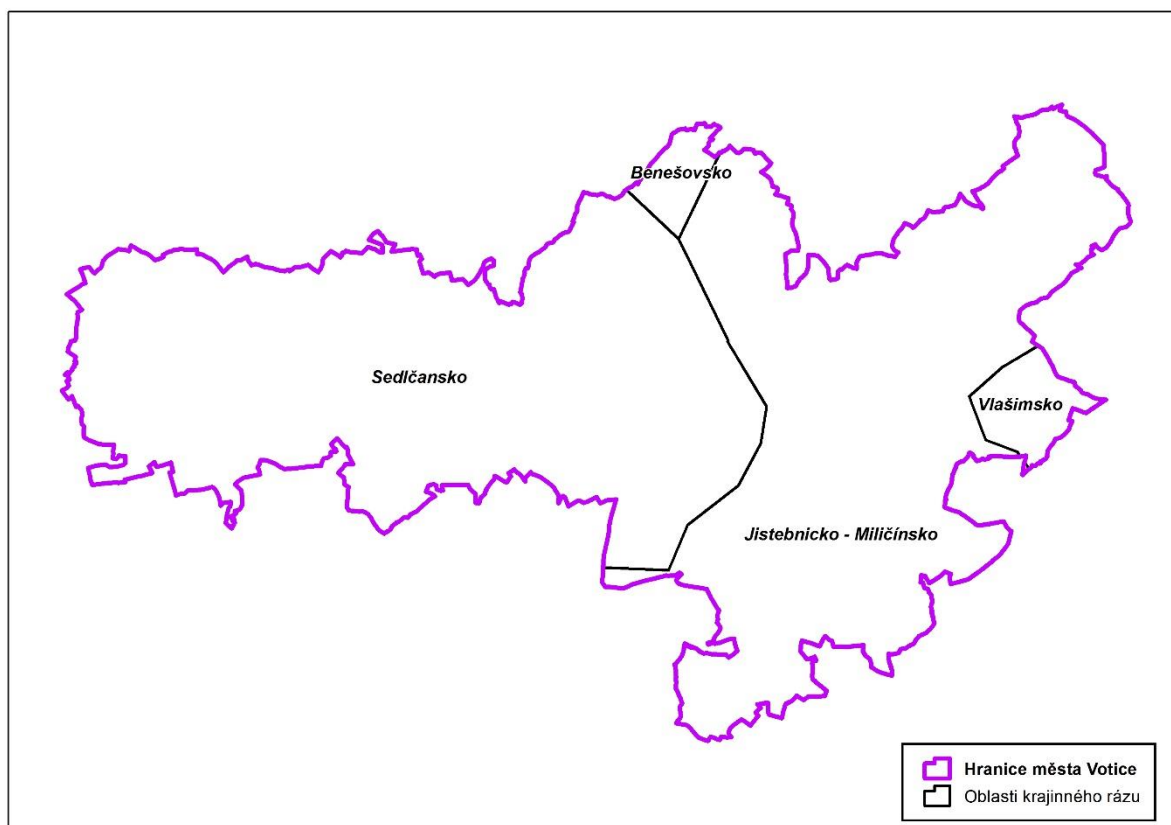 Benešovsko
Sedlčansko
Vlašimsko
Jistebnicko - Miličínsko
Hranice města Votice
Oblasti krajinného rázu